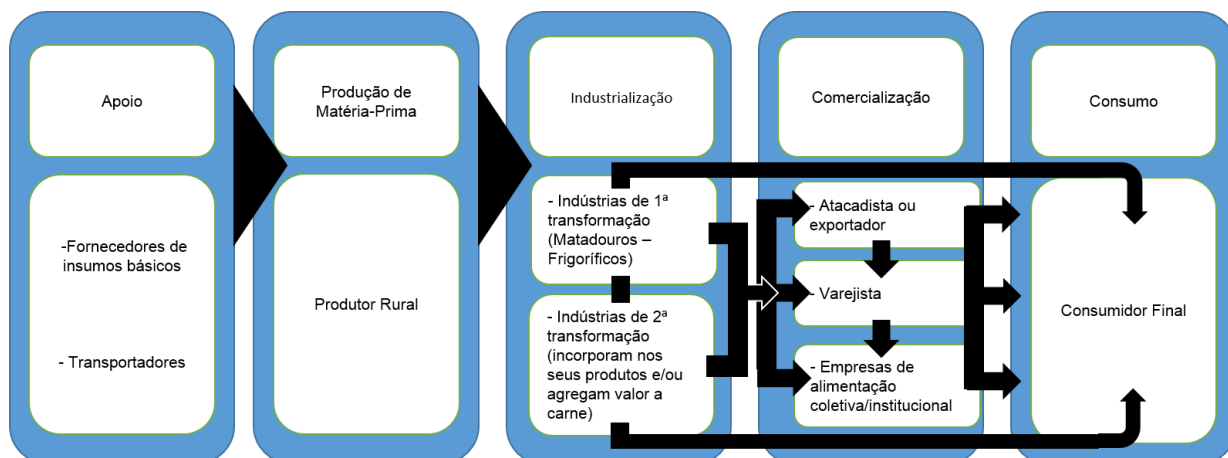 Apoio
-Fornecedores de
insumos básicos
- Transportadores
Produção de
Matéria-Prima
Produtor Rural
Industrialização
- Indústrias de 1ª
transformação
(Matadouros –
Frigoríficos)
- Indústrias de 2ª
transformação
(incorporam nos
seus produtos e/ou
agregam valor a
carne)
Comercialização
- Atacadista ou
exportador
- Varejista
- Empresas de
alimentação
coletiva/institucional
Consumo
Consumidor Final